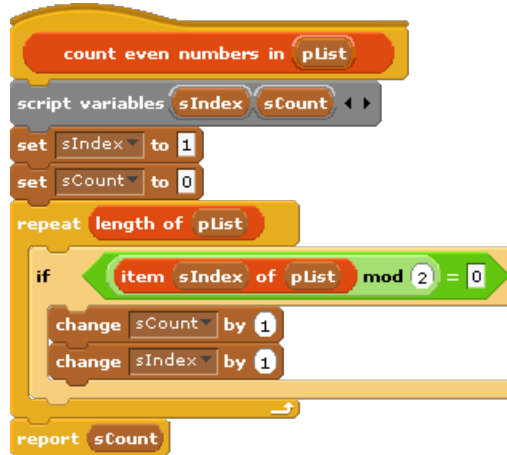 count even numbers in pList
script variables sIndex sCount
set sIndex to 1
set sCount to 0
repeat length of pList
if item sIndex of pList mod 2 = 0
change sCount by 1
change sIndex by 1
report sCount